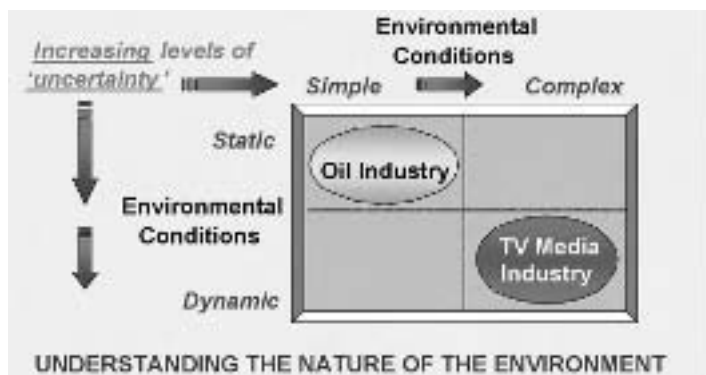 Environmental
Conditions
Increasing levels of
'uncertainty'
Simple
Complex
Static
Oil Industry
Environmental
Conditions
TV Media
Industry
Dynamic
UNDERSTANDING THE NATURE OF THE ENVIRONMENT